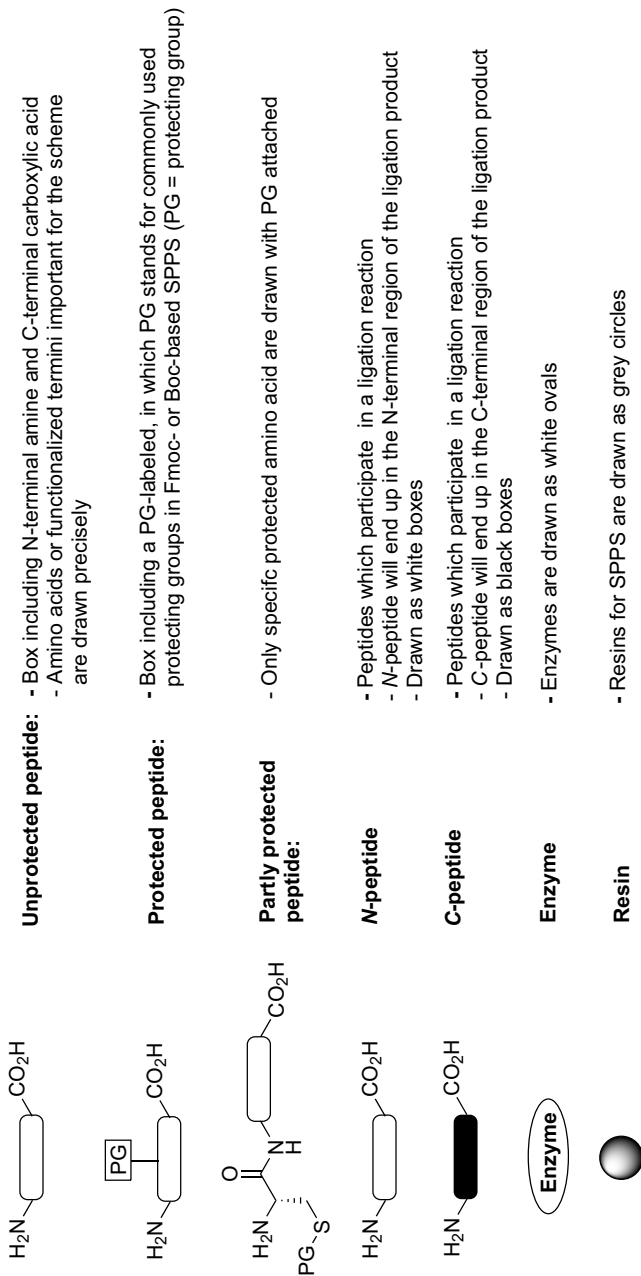 H₂N CO₂H
Unprotected peptide:
- Box including N-terminal amine and C-terminal carboxylic acid
- Amino acids or functionalized termini important for the scheme
are drawn precisely
PG
H₂N CO₂H
Protected peptide:
- Box including a PG-labeled, in which PG stands for commonly used
protecting groups in Fmoc- or Boc-based SPPS (PG = protecting group)
O
H₂N N H CO₂H
PG S
Partly protected
peptide:
- Only specifc protected amino acid are drawn with PG attached
H₂N CO₂H
N-peptide
- Peptides which participate in a ligation reaction
- N-peptide will end up in the N-terminal region of the ligation product
- Drawn as white boxes
H₂N CO₂H
C-peptide
- Peptides which participate in a ligation reaction
- C-peptide will end up in the C-terminal region of the ligation product
- Drawn as black boxes
Enzyme
Enzyme
- Enzymes are drawn as white ovals
Resin
- Resins for SPPS are drawn as grey circles